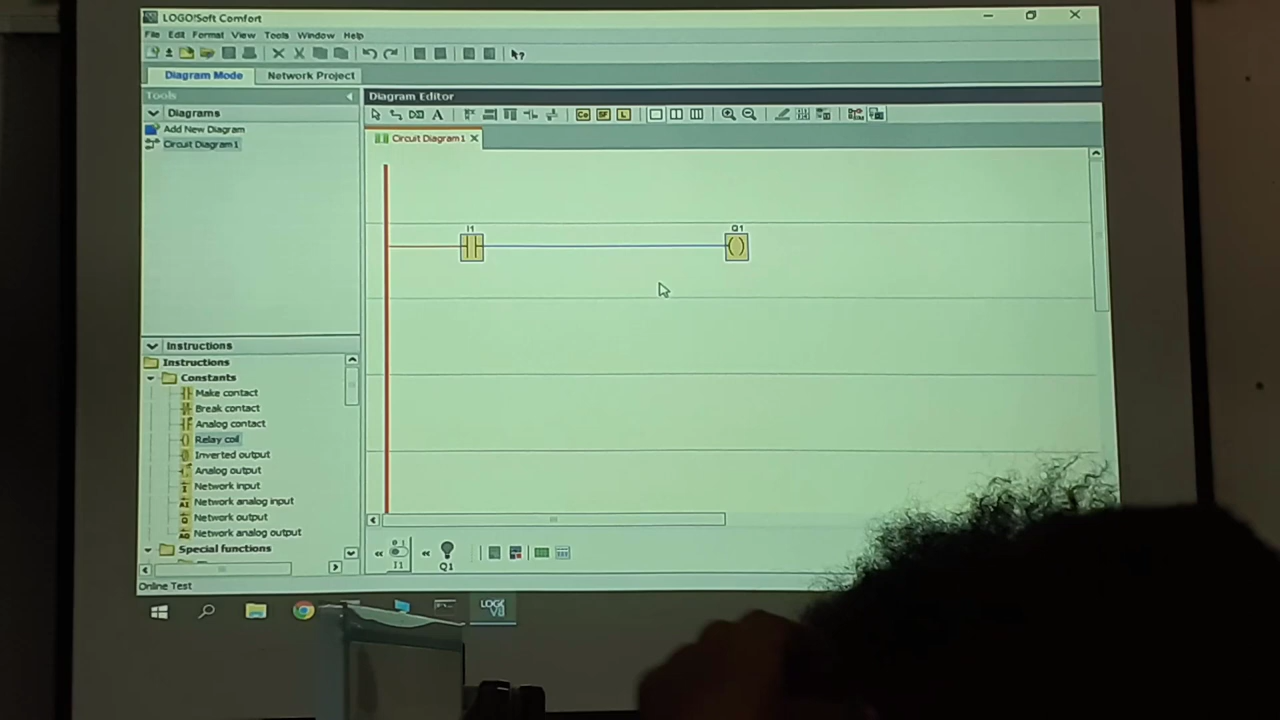 LOGO!Soft Comfort
File Edit Format View Tools Window Help
Diagram Mode Network Project
Tools
Diagrams
Add New Diagram
Circuit Diagram1
Instructions
Instructions
Constants
Make contact
Break contact
Analog contact
Relay coil
Inverted output
Analog output
Network input
Network analog input
Network output
Network analog output
Special functions
Diagram Editor
Co SF L
Circuit Diagram1
I1 Q1
I1 Q1
Online Test